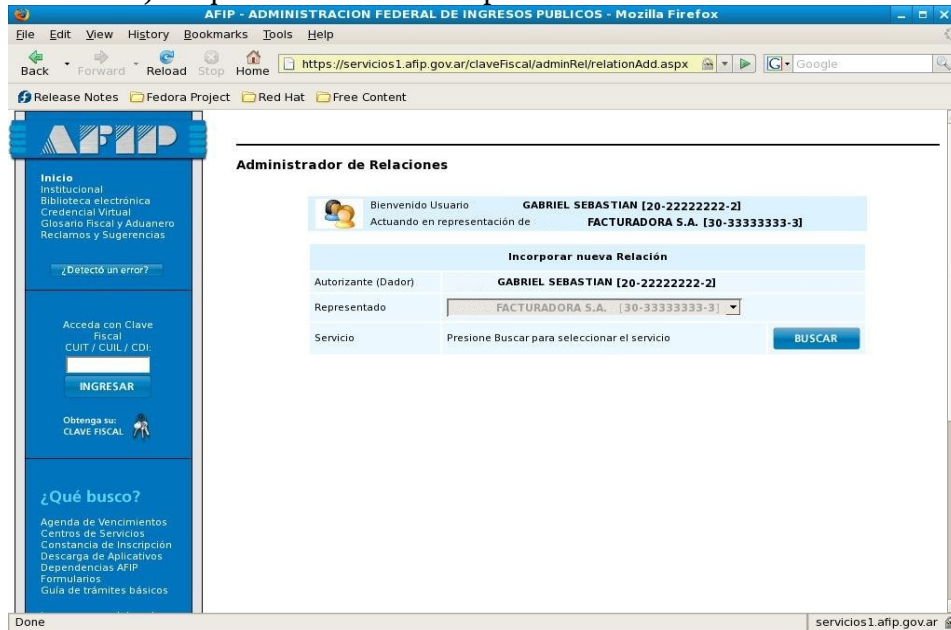 AFIP - ADMINISTRACION FEDERAL DE INGRESOS PUBLICOS - Mozilla Firefox
File Edit View History Bookmarks Tools Help
Back Forward Reload Stop Home https://servicios1.afip.gov.ar/claveFiscal/adminRel/relationAdd.aspx G Google
Release Notes Fedora Project Red Hat Free Content
AFIP
Administrador de Relaciones
Inicio
Institucional
Biblioteca electrónica
Credencial Virtual
Glosario Fiscal y Aduanero
Reclamos y Sugerencias
¿Detectó un error?
Acceda con Clave
Fiscal
CUIT / CUIL / CDI:
INGRESAR
Obtenga su:
CLAVE FISCAL
¿Qué busco?
Agenda de Vencimientos
Centros de Servicios
Constancia de Inscripción
Descarga de Aplicativos
Dependencias AFIP
Formularios
Guía de trámites básicos
Bienvenido Usuario GABRIEL SEBASTIAN [20-22222222-2]
Actuando en representación de FACTURADORA S.A. [30-33333333-3]
Incorporar nueva Relación
Autorizante (Dador) GABRIEL SEBASTIAN [20-22222222-2]
Representado FACTURADORA S.A. [30-33333333-3]
Servicio Presione Buscar para seleccionar el servicio BUSCAR
Done servicios1.afip.gov.ar